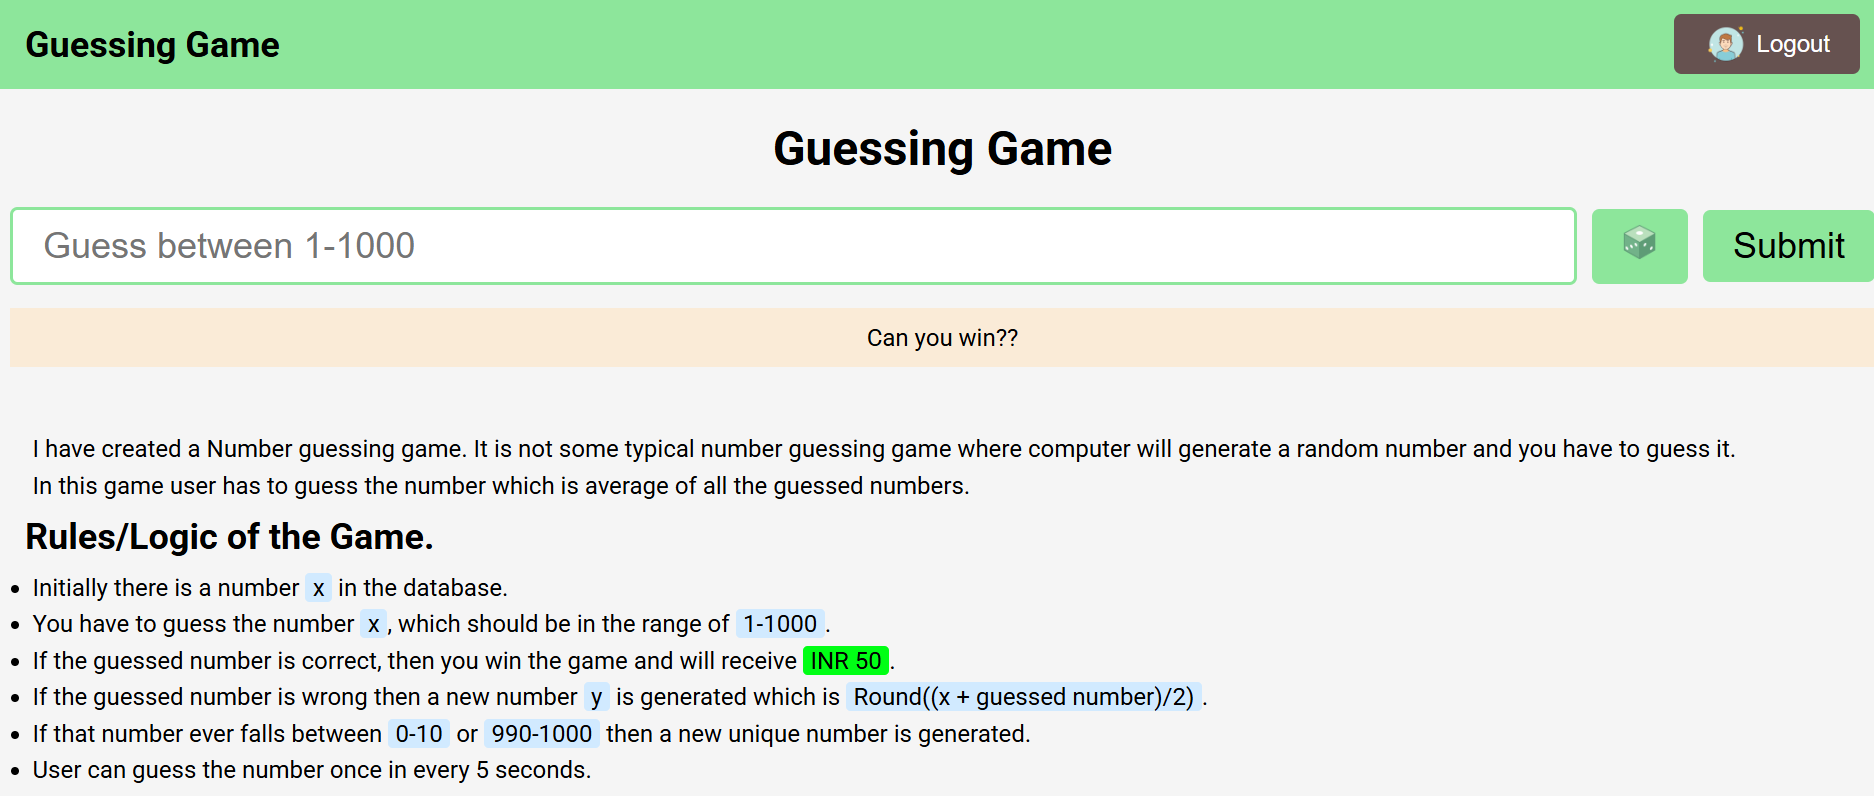 Guessing Game
Logout
Guessing Game
Guess between 1-1000
Submit
Can you win??
I have created a Number guessing game. It is not some typical number guessing game where computer will generate a random number and you have to guess it.
In this game user has to guess the number which is average of all the guessed numbers.
Rules/Logic of the Game.
Initially there is a number x in the database.
You have to guess the number x, which should be in the range of 1-1000.
If the guessed number is correct, then you win the game and will receive INR 50.
If the guessed number is wrong then a new number y is generated which is Round((x + guessed number)/2).
If that number ever falls between 0-10 or 990-1000 then a new unique number is generated.
User can guess the number once in every 5 seconds.